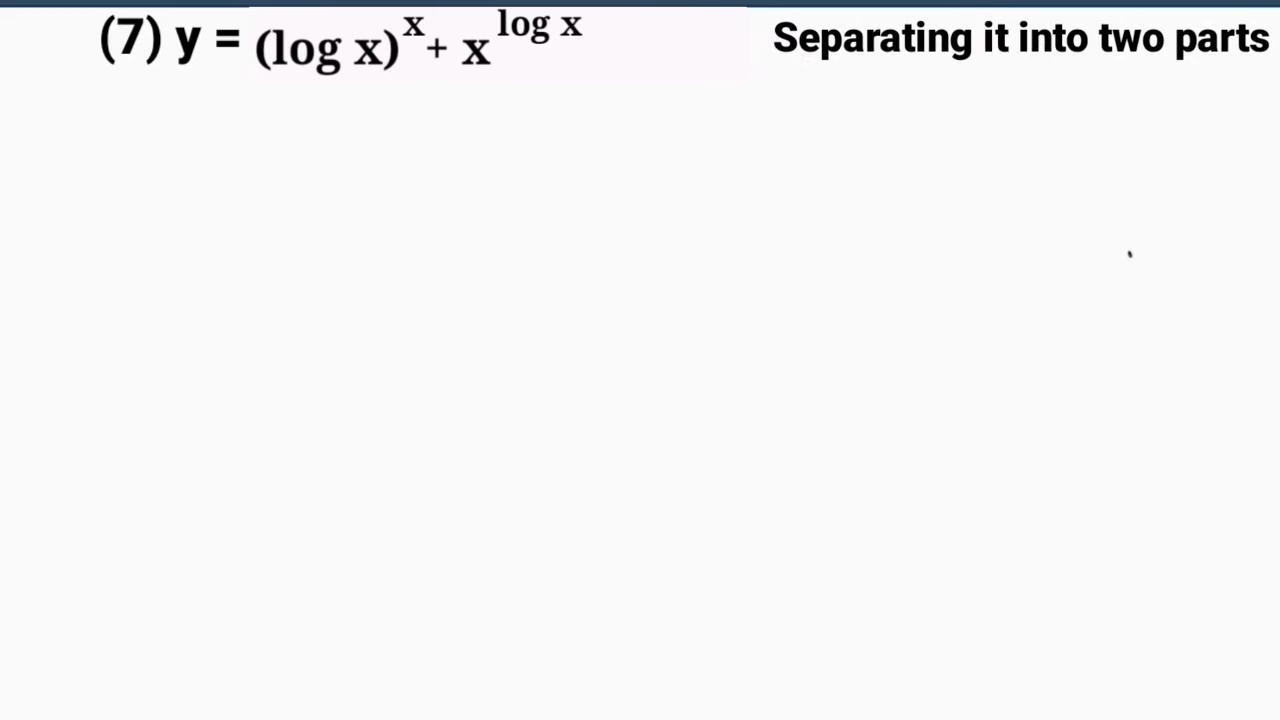 (7) y = (log x)^x + x^log x Separating it into two parts